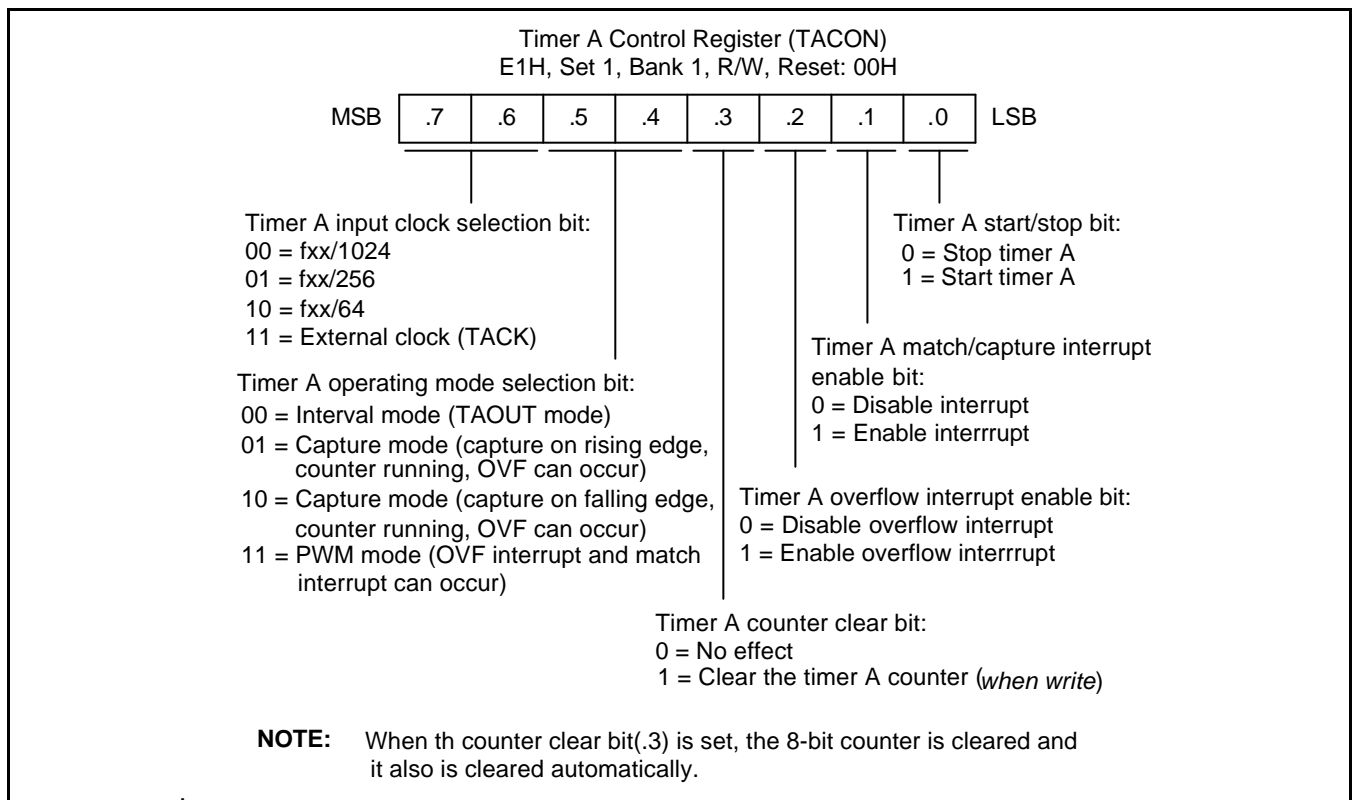 Timer A Control Register (TACON)
E1H, Set 1, Bank 1, R/W, Reset: 00H
MSB .7 .6 .5 .4 .3 .2 .1 .0 LSB
Timer A input clock selection bit:
00 = fxx/1024
01 = fxx/256
10 = fxx/64
11 = External clock (TACK)
Timer A operating mode selection bit:
00 = Interval mode (TAOUT mode)
01 = Capture mode (capture on rising edge,
counter running, OVF can occur)
10 = Capture mode (capture on falling edge,
counter running, OVF can occur)
11 = PWM mode (OVF interrupt and match
interrupt can occur)
Timer A start/stop bit:
0 = Stop timer A
1 = Start timer A
Timer A match/capture interrupt
enable bit:
0 = Disable interrupt
1 = Enable interrrupt
Timer A overflow interrupt enable bit:
0 = Disable overflow interrupt
1 = Enable overflow interrrupt
Timer A counter clear bit:
0 = No effect
1 = Clear the timer A counter (when write)
NOTE: When th counter clear bit(.3) is set, the 8-bit counter is cleared and
it also is cleared automatically.